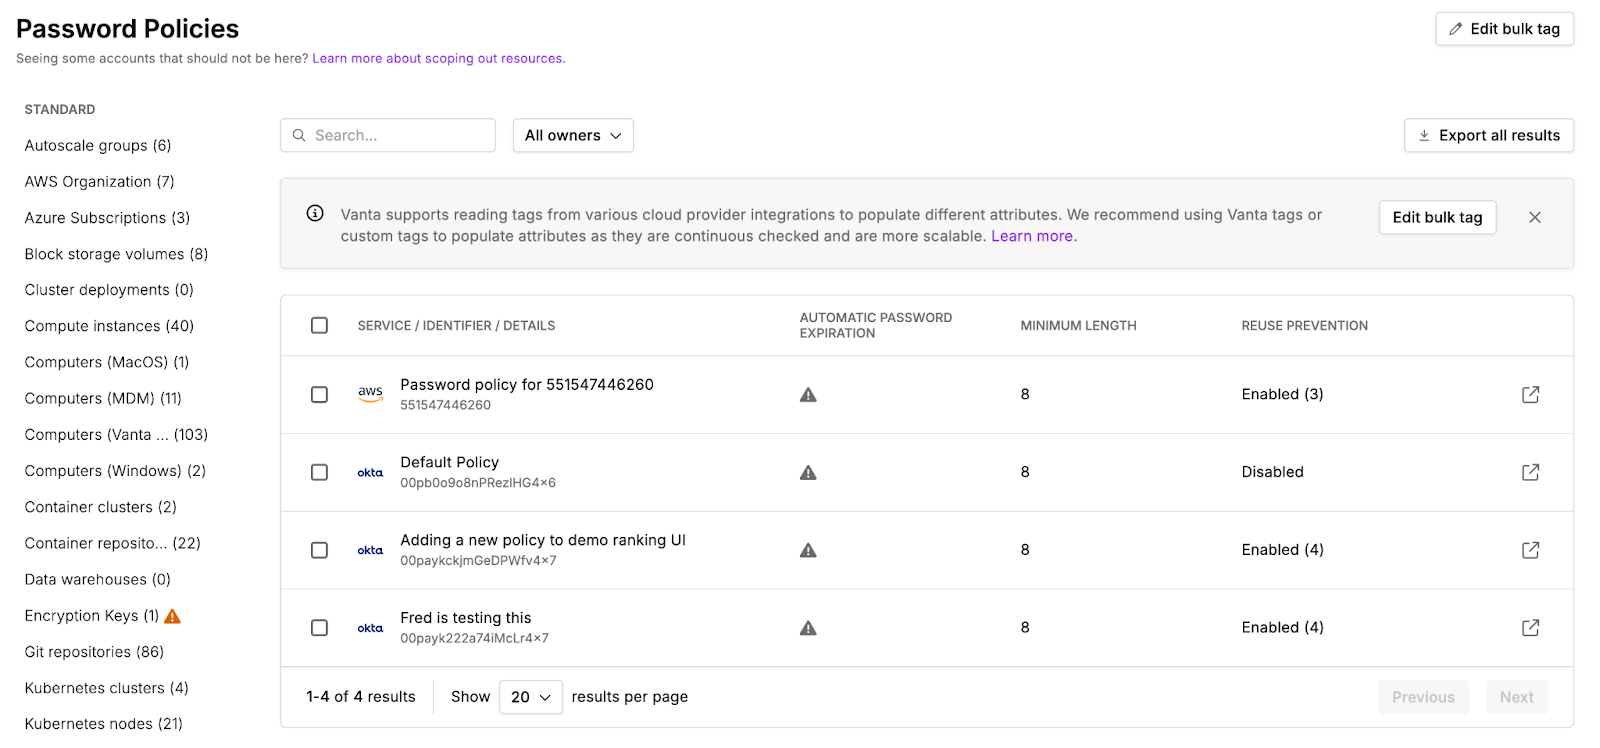 Password Policies
Edit bulk tag
Seeing some accounts that should not be here? Learn more about scoping out resources.
STANDARD
Autoscale groups (6)
AWS Organization (7)
Azure Subscriptions (3)
Block storage volumes (8)
Cluster deployments (0)
Compute instances (40)
Computers (MacOS) (1)
Computers (MDM) (11)
Computers (Vanta ... (103)
Computers (Windows) (2)
Container clusters (2)
Container reposito... (22)
Data warehouses (0)
Encryption Keys (1)
Git repositories (86)
Kubernetes clusters (4)
Kubernetes nodes (21)
Search...
All owners
Export all results
Vanta supports reading tags from various cloud provider integrations to populate different attributes. We recommend using Vanta tags or
custom tags to populate attributes as they are continuous checked and are more scalable. Learn more.
Edit bulk tag
SERVICE / IDENTIFIER / DETAILS
AUTOMATIC PASSWORD
EXPIRATION
MINIMUM LENGTH
REUSE PREVENTION
aws
Password policy for 551547446260
551547446260
8
Enabled (3)
okta
Default Policy
00pb0o9o8nPRezIHG4x6
8
Disabled
okta
Adding a new policy to demo ranking UI
00paykckjmGeDPWfv4x7
8
Enabled (4)
okta
Fred is testing this
00payk222a74iMcLr4x7
8
Enabled (4)
1-4 of 4 results
Show 20 results per page
Previous
Next